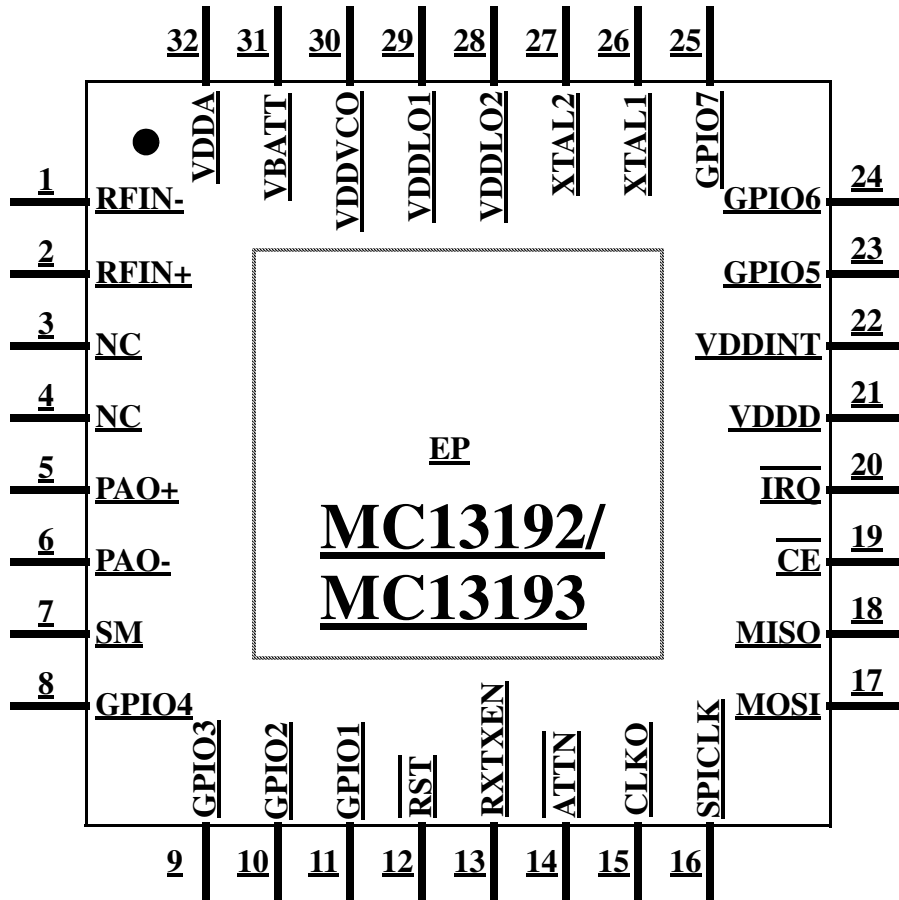 32 31 30 29 28 27 26 25
VDDA VBATT VDDVCO VDDLO1 VDDLO2 XTAL2 XTAL1 GPIO7
1 RFIN-
2 RFIN+
3 NC
4 NC
5 PAO+
6 PAO-
7 SM
8 GPIO4
GPIO6 24
GPIO5 23
VDDINT 22
VDDD 21
IRQ 20
CE 19
MISO 18
MOSI 17
EP
MC13192/
MC13193
GPIO3 GPIO2 GPIO1 RST RXTXEN ATTN CLKO SPICLK
9 10 11 12 13 14 15 16